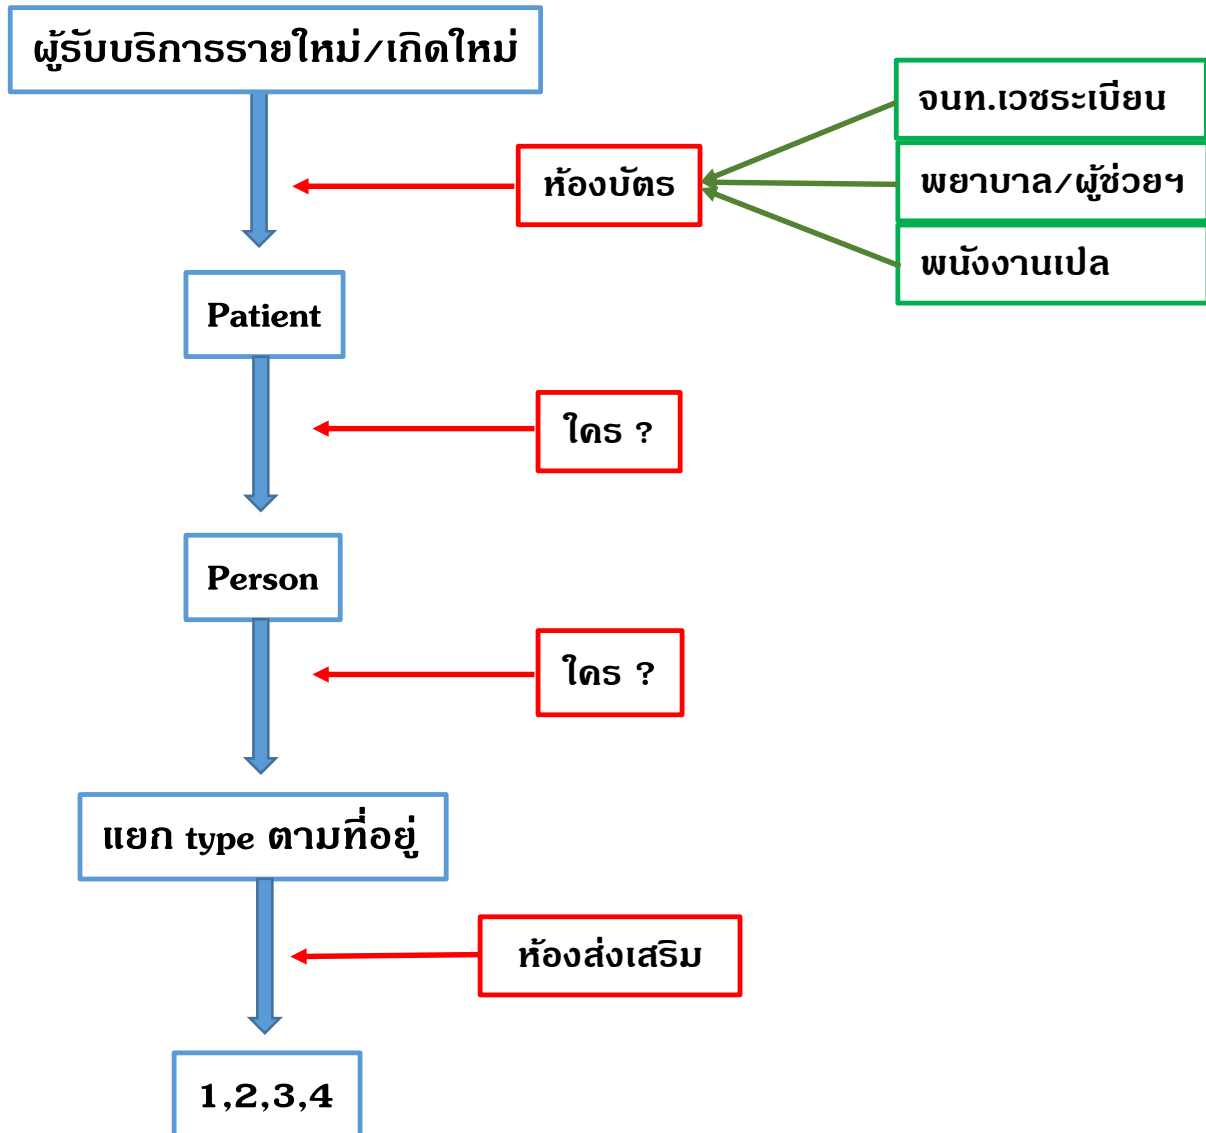 ผู้รับบริการรายใหม่/เกิดใหม่
จนท.เวชระเบียน
ห้องบัตร
พยาบาล/ผู้ช่วยฯ
พนังงานเปล
Patient
ใคร ?
Person
ใคร ?
แยก type ตามที่อยู่
ห้องส่งเสริม
1,2,3,4